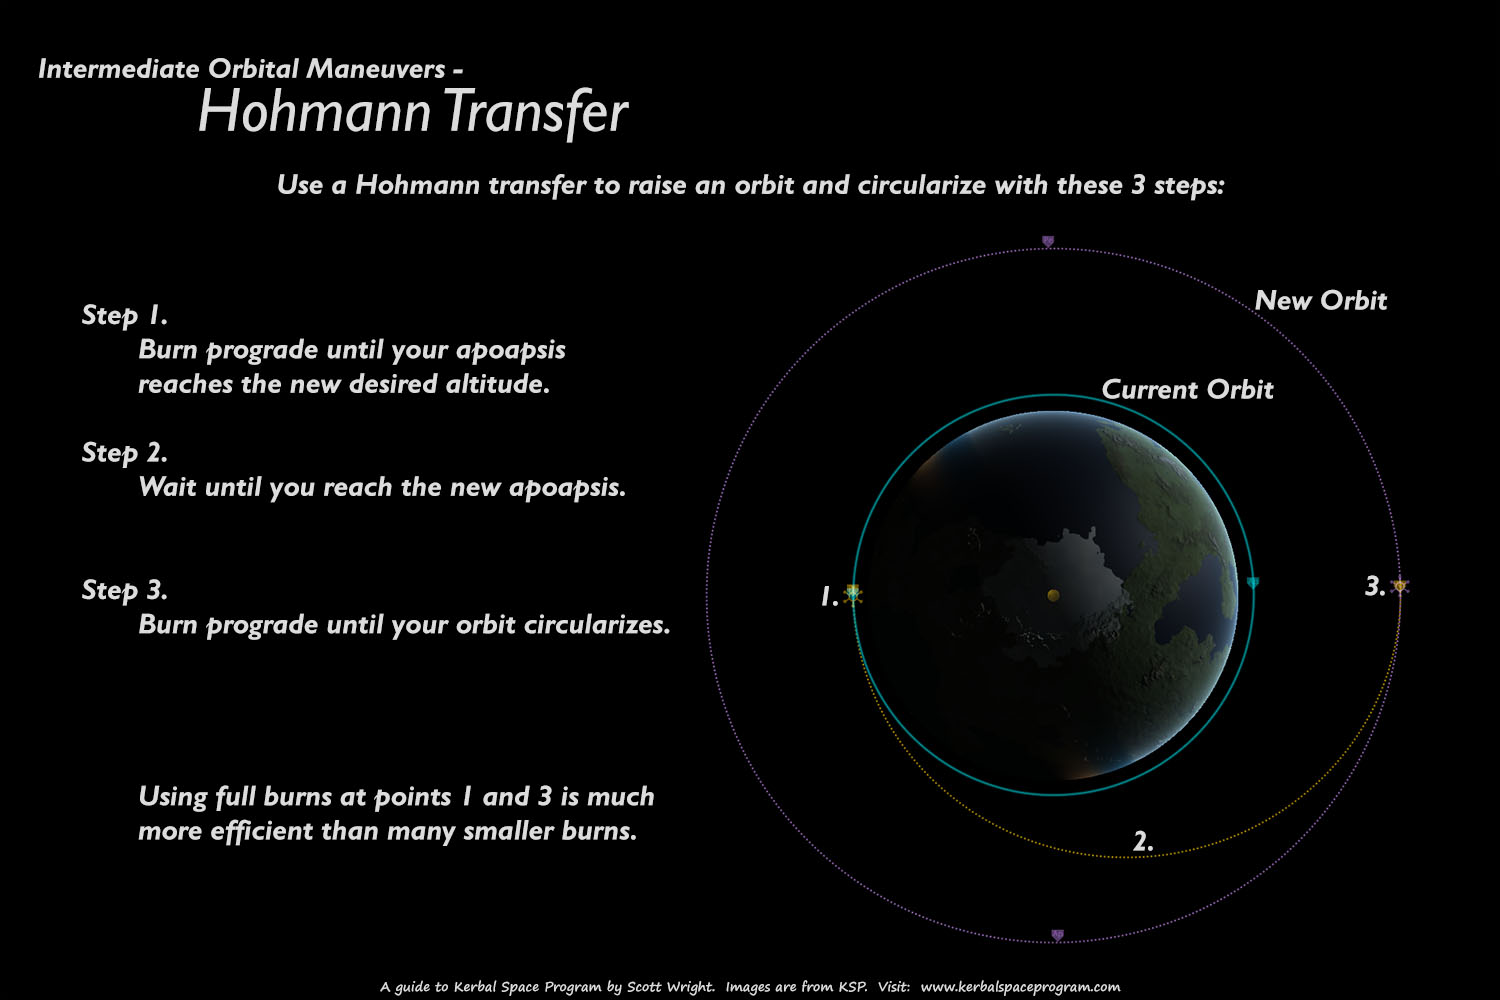 Intermediate Orbital Maneuvers -
Hohmann Transfer
Use a Hohmann transfer to raise an orbit and circularize with these 3 steps:
Step 1.
Burn prograde until your apoapsis
reaches the new desired altitude.
Step 2.
Wait until you reach the new apoapsis.
Step 3.
Burn prograde until your orbit circularizes.
Using full burns at points 1 and 3 is much
more efficient than many smaller burns.
New Orbit
Current Orbit
1.
3.
2.
A guide to Kerbal Space Program by Scott Wright. Images are from KSP. Visit: www.kerbalspaceprogram.com